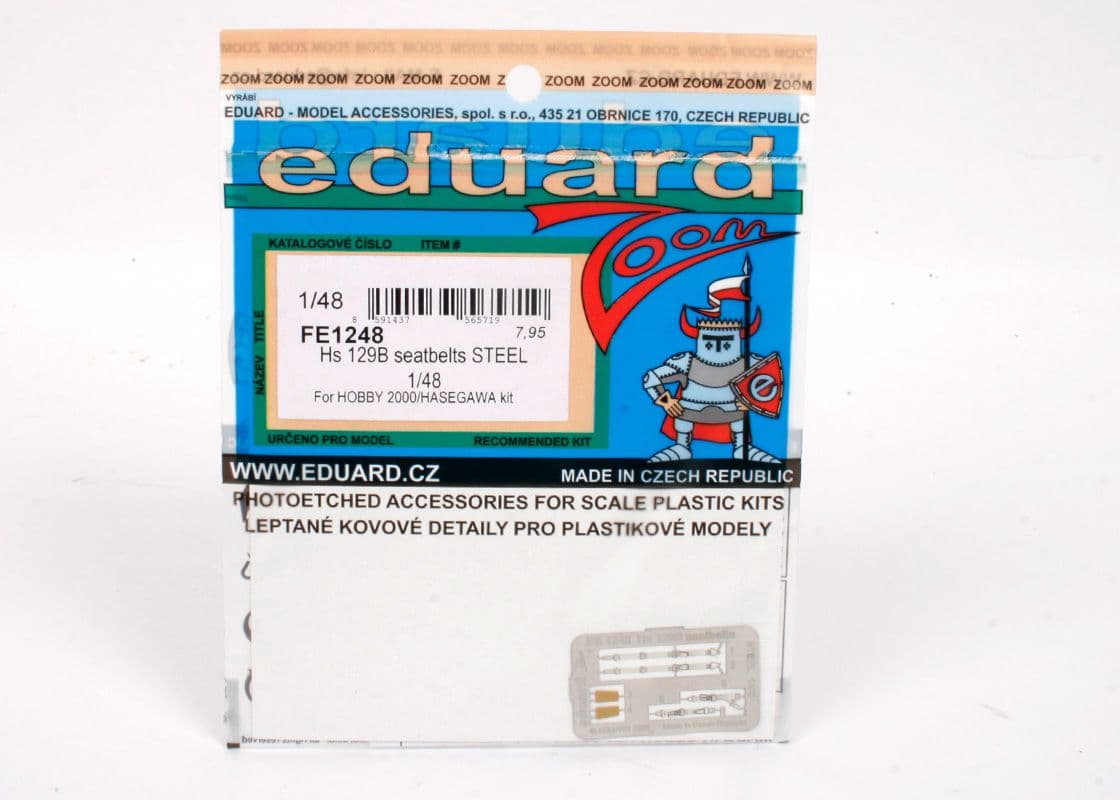 ZOOM ZOOM ZOOM ZOOM ZOOM ZOOM ZOOM ZOOM ZOOM ZOOM ZOOM ZOOM
VYRÁBÍ
EDUARD - MODEL ACCESSORIES, spol. s r.o., 435 21 OBRNICE 170, CZECH REPUBLIC
eduard
Zoom
KATALOGOVÉ ČÍSLO ITEM #
1/48
8 591437 565719
FE1248 7,95
Hs 129B seatbelts STEEL
1/48
For HOBBY 2000/HASEGAWA kit
NÁZEV TITLE
URČENO PRO MODEL RECOMMENDED KIT
e
WWW.EDUARD.CZ MADE IN CZECH REPUBLIC
PHOTOETCHED ACCESSORIES FOR SCALE PLASTIC KITS
LEPTANÉ KOVOVÉ DETAILY PRO PLASTIKOVÉ MODELY